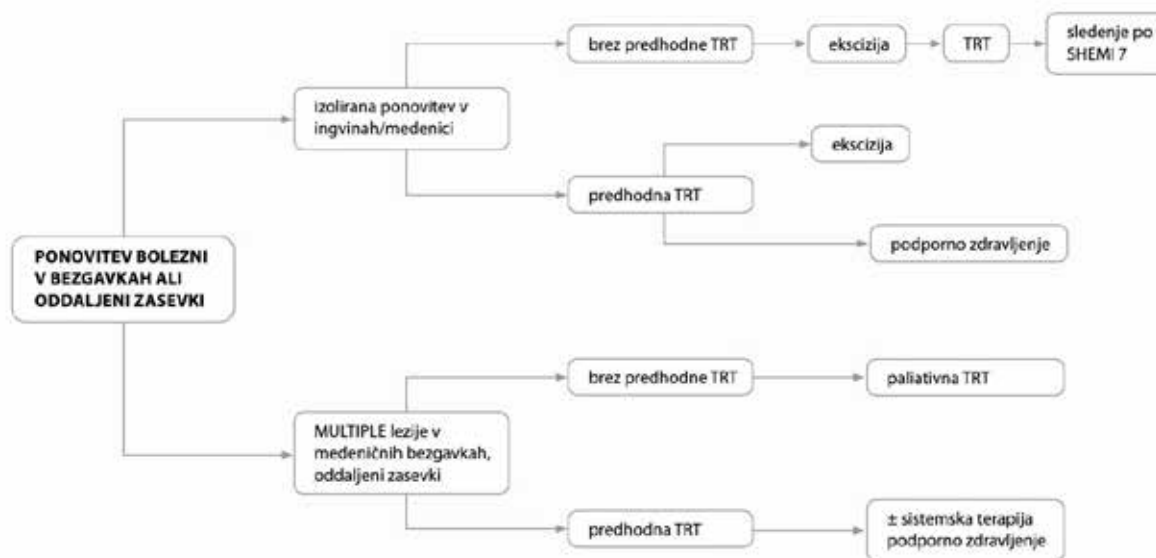 PONOVITEV BOLEZNI
V BEZGAVKAH ALI
ODDALJENI ZASEVKI
izolirana ponovitev v
ingvinah/medenici
brez predhodne TRT
ekscizija
TRT
sledenje po
SHEMI 7
predhodna TRT
ekscizija
podporno zdravljenje
MULTIPLE lezije v
medeničnih bezgavkah,
oddaljeni zasevki
brez predhodne TRT
paliativna TRT
predhodna TRT
± sistemska terapija
podporno zdravljenje